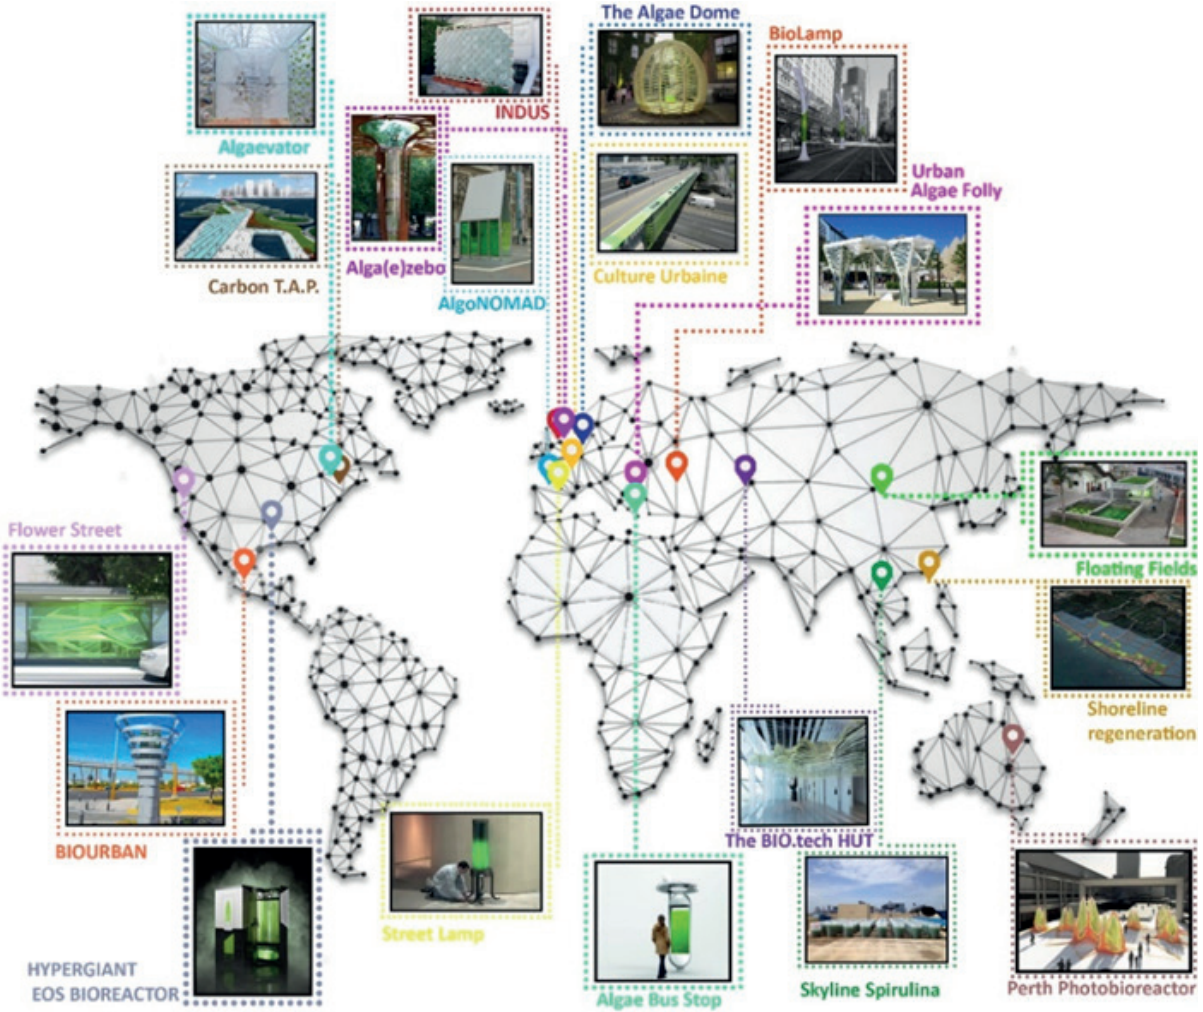 The Algae Dome
BioLamp
INDUS
Algaevator
Urban
Algae Folly
Alga(e)zebo
Culture Urbaine
Carbon T.A.P.
AlgoNOMAD
Flower Street
Floating Fields
Shoreline
regeneration
BIOURBAN
The BIO.tech HUT
Street Lamp
HYPERGIANT
EOS BIOREACTOR
Algae Bus Stop
Skyline Spirulina
Perth Photobioreactor